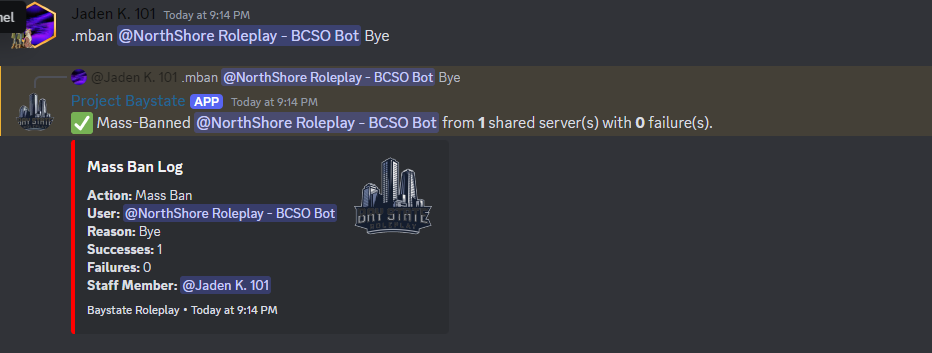 nel
Jaden K. 101 Today at 9:14 PM
.mban @NorthShore Roleplay - BCSO Bot Bye
@Jaden K. 101 .mban @NorthShore Roleplay - BCSO Bot Bye
Project Baystate APP Today at 9:14 PM
✅ Mass-Banned @NorthShore Roleplay - BCSO Bot from 1 shared server(s) with 0 failure(s).
Mass Ban Log
Action: Mass Ban
User: @NorthShore Roleplay - BCSO Bot
Reason: Bye
Successes: 1
Failures: 0
Staff Member: @Jaden K. 101
Baystate Roleplay • Today at 9:14 PM
BAY STATE
ROLEPLAY